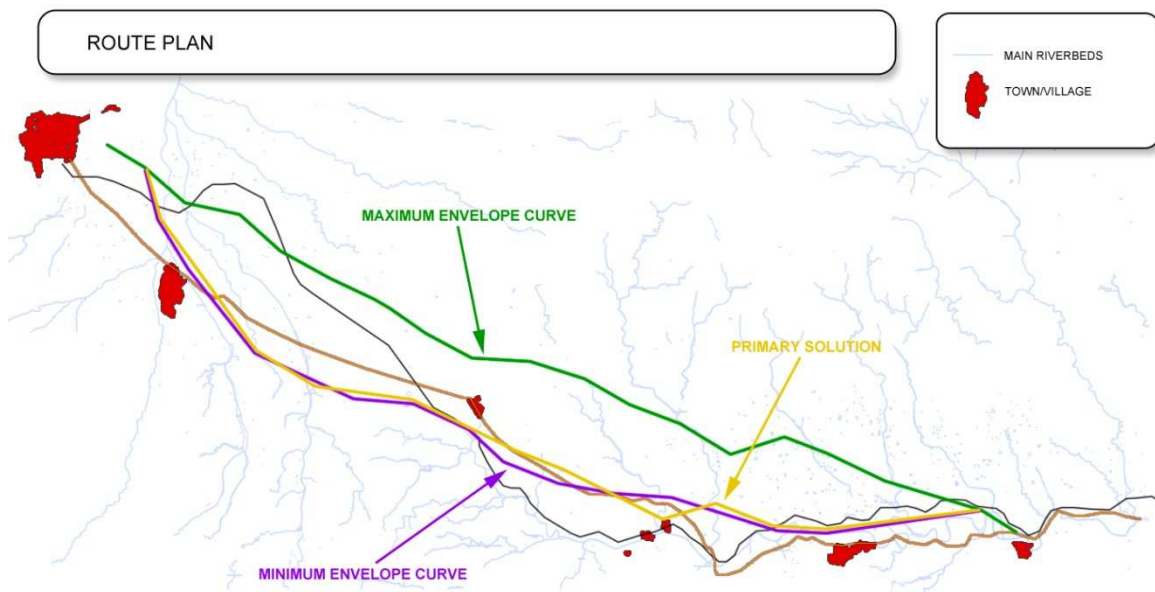 ROUTE PLAN
MAIN RIVERBEDS
TOWN/VILLAGE
MAXIMUM ENVELOPE CURVE
PRIMARY SOLUTION
MINIMUM ENVELOPE CURVE